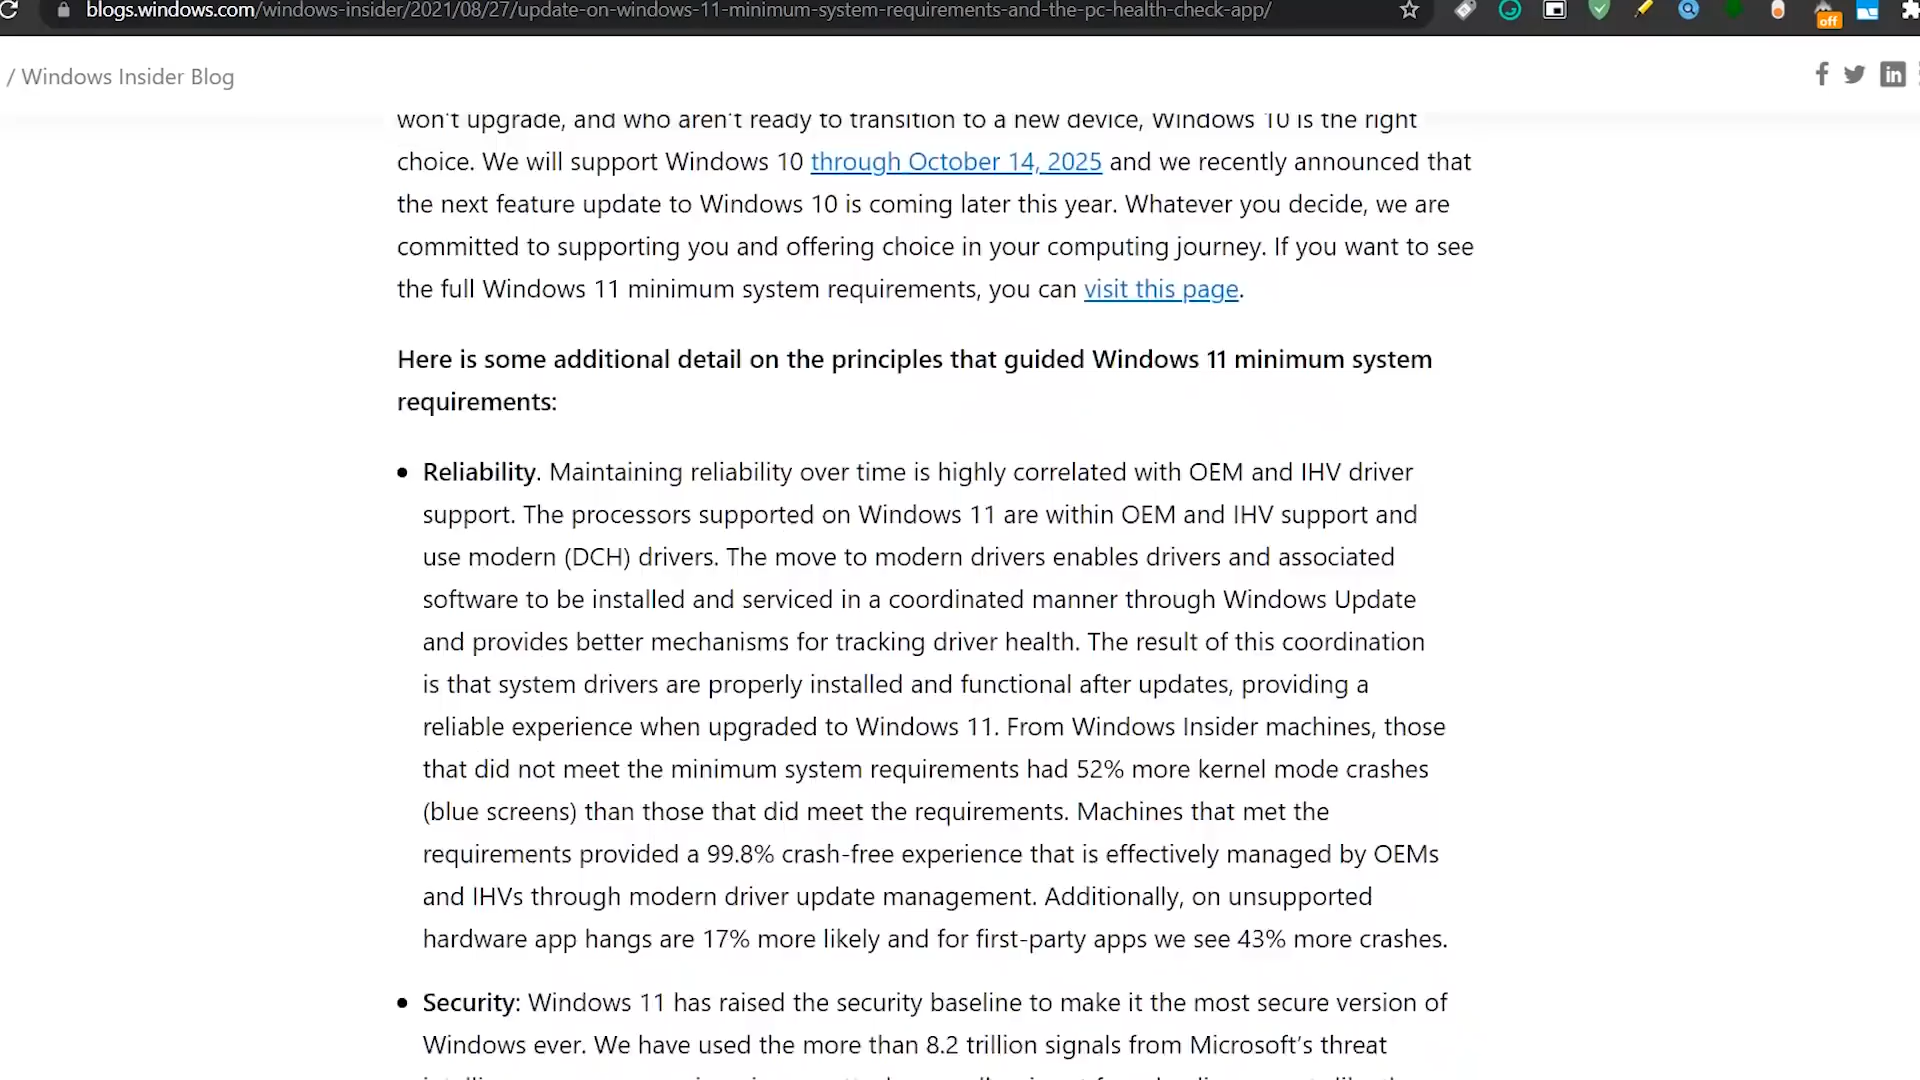 blogs.windows.com/windows-insider/2021/08/27/update-on-windows-11-minimum-system-requirements-and-the-pc-health-check-app/
off
/ Windows Insider Blog
won't upgrade, and who aren't ready to transition to a new device, Windows 10 is the right
choice. We will support Windows 10 through October 14, 2025 and we recently announced that
the next feature update to Windows 10 is coming later this year. Whatever you decide, we are
committed to supporting you and offering choice in your computing journey. If you want to see
the full Windows 11 minimum system requirements, you can visit this page.
Here is some additional detail on the principles that guided Windows 11 minimum system
requirements:
• Reliability. Maintaining reliability over time is highly correlated with OEM and IHV driver
support. The processors supported on Windows 11 are within OEM and IHV support and
use modern (DCH) drivers. The move to modern drivers enables drivers and associated
software to be installed and serviced in a coordinated manner through Windows Update
and provides better mechanisms for tracking driver health. The result of this coordination
is that system drivers are properly installed and functional after updates, providing a
reliable experience when upgraded to Windows 11. From Windows Insider machines, those
that did not meet the minimum system requirements had 52% more kernel mode crashes
(blue screens) than those that did meet the requirements. Machines that met the
requirements provided a 99.8% crash-free experience that is effectively managed by OEMs
and IHVs through modern driver update management. Additionally, on unsupported
hardware app hangs are 17% more likely and for first-party apps we see 43% more crashes.
• Security: Windows 11 has raised the security baseline to make it the most secure version of
Windows ever. We have used the more than 8.2 trillion signals from Microsoft's threat